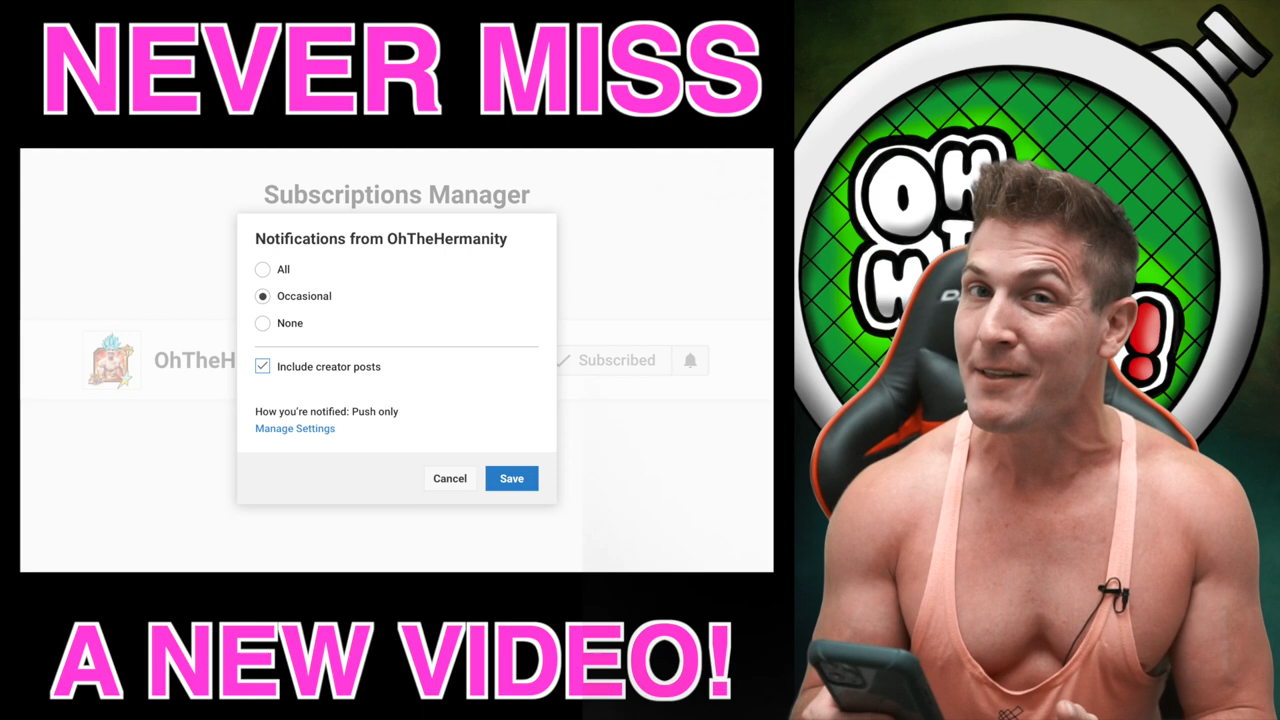 NEVER MISS
Subscriptions Manager
Notifications from OhTheHermanity
All
Occasional
None
OhTheH
Subscribed
Include creator posts
How you're notified: Push only
Manage Settings
Cancel
Save
A NEW VIDEO!
OH
!